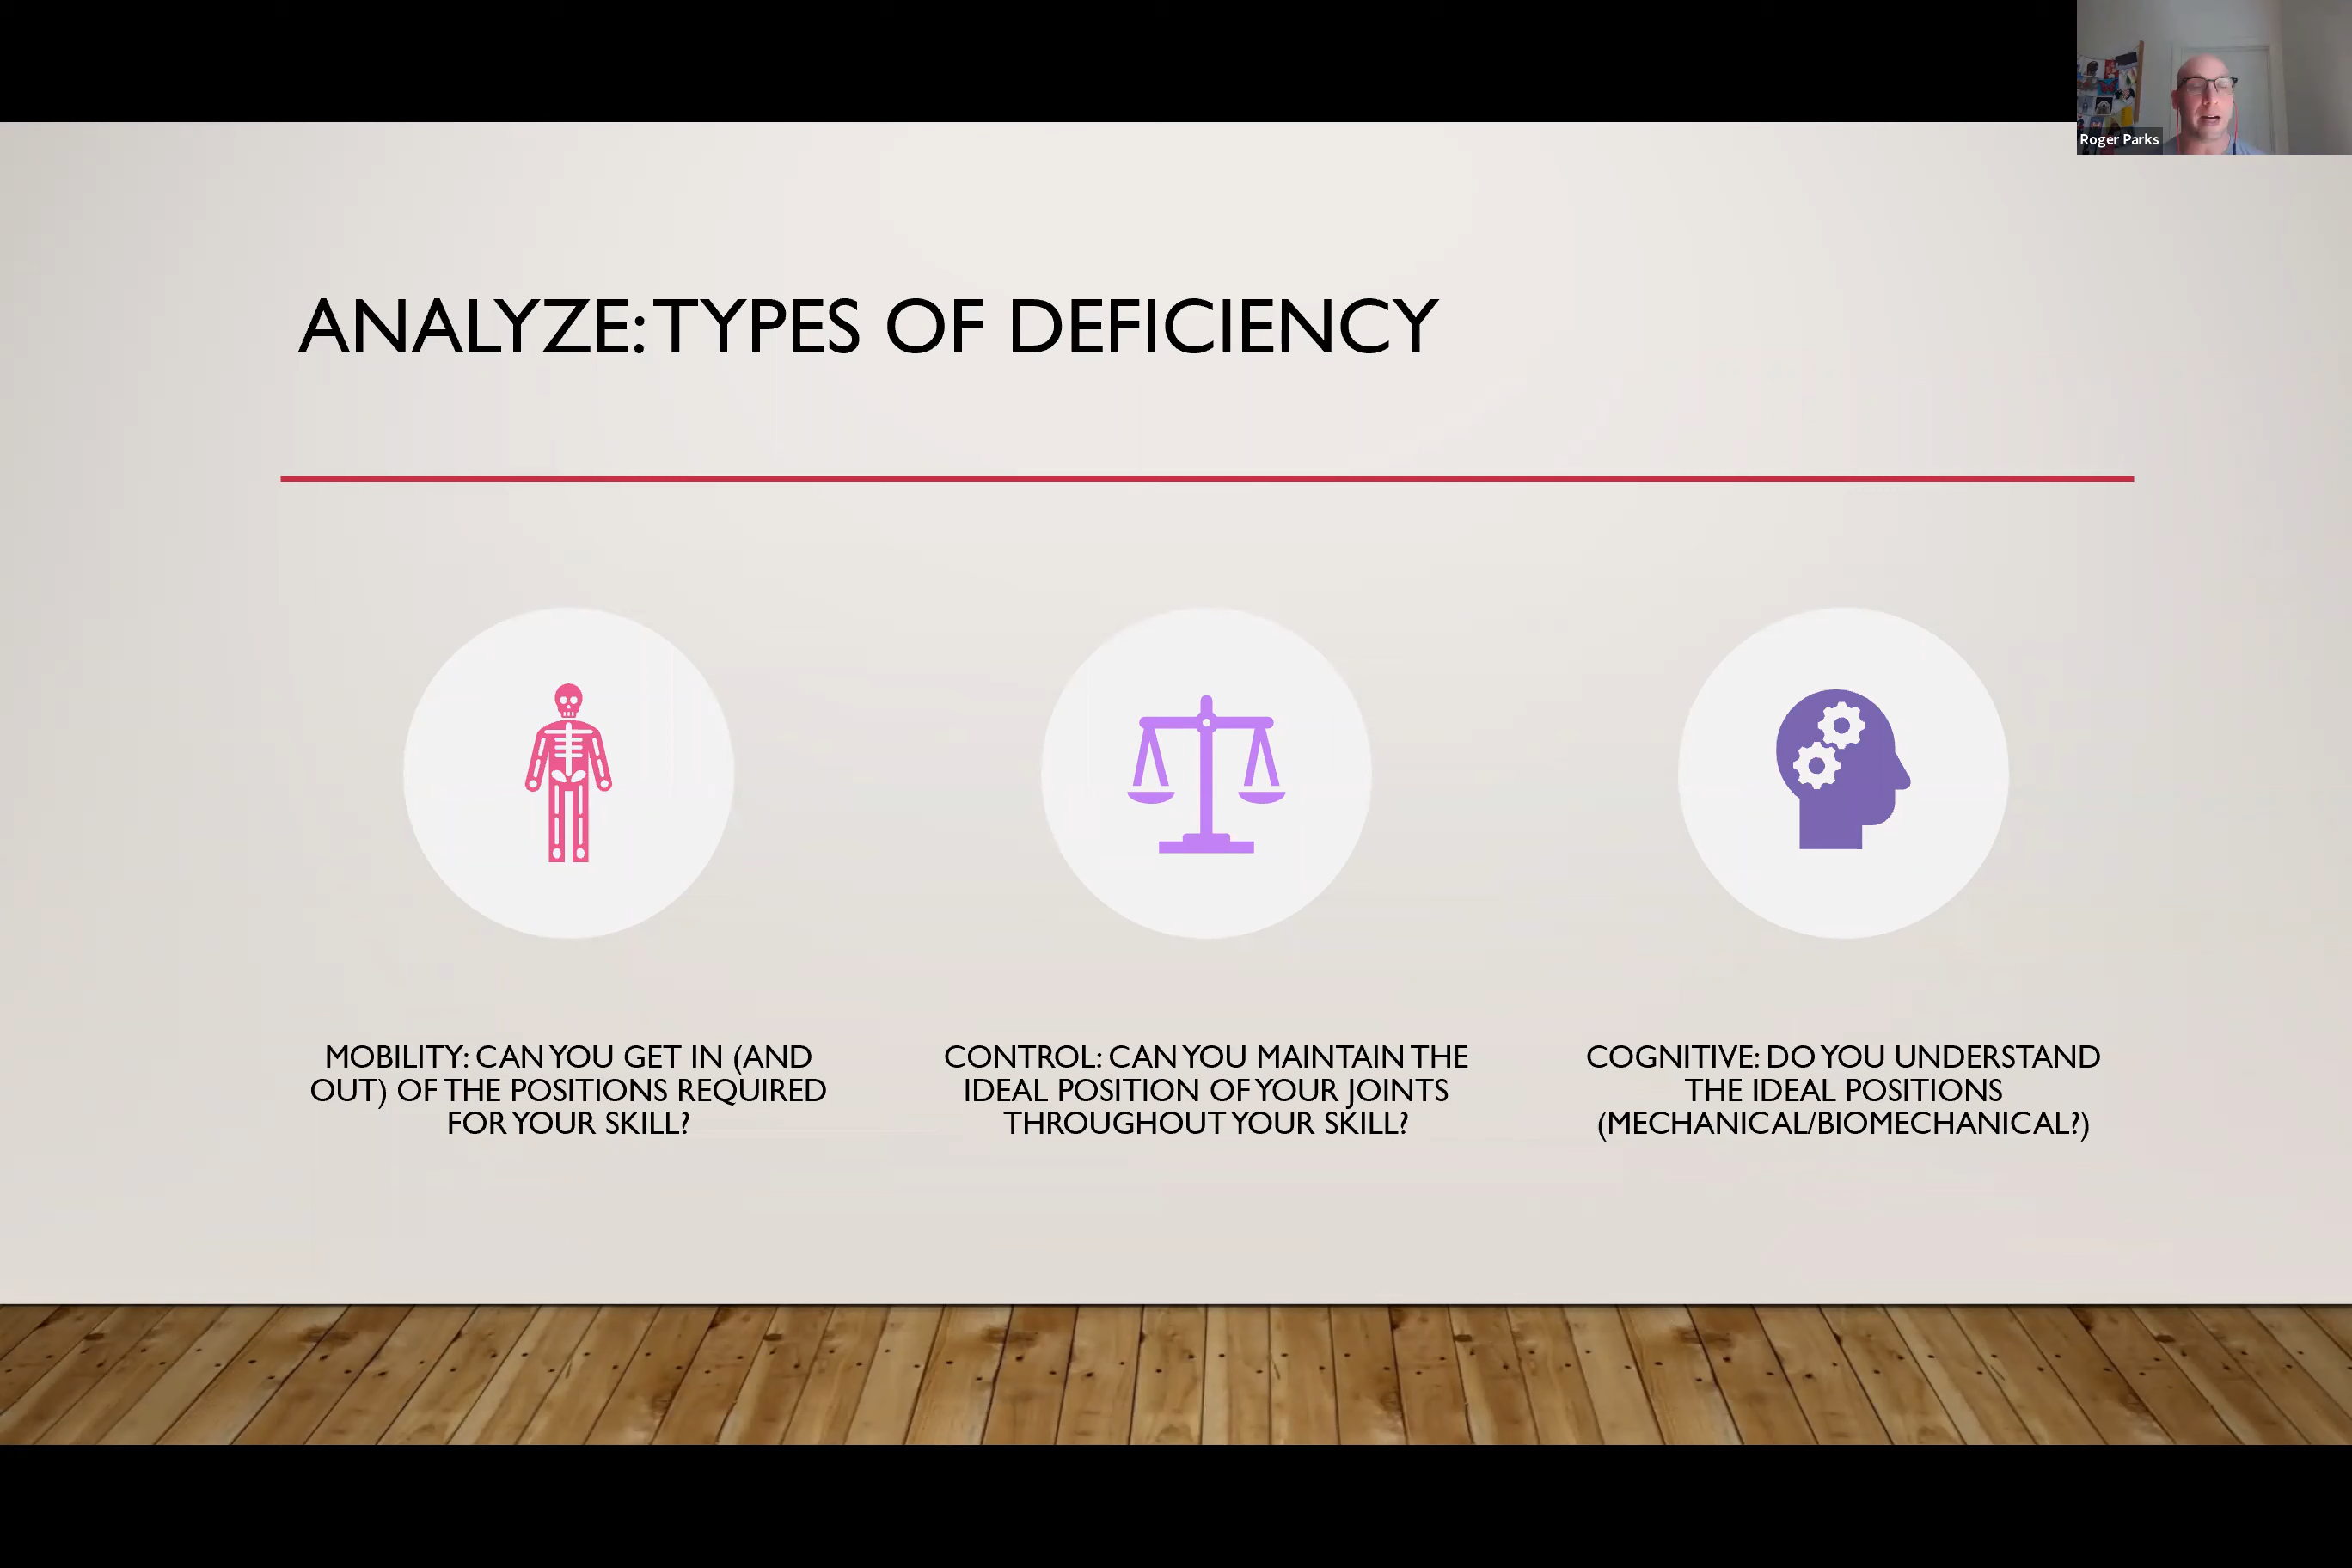 Roger Parks
ANALYZE: TYPES OF DEFICIENCY
MOBILITY: CAN YOU GET IN (AND
OUT) OF THE POSITIONS REQUIRED
FOR YOUR SKILL?
CONTROL: CAN YOU MAINTAIN THE
IDEAL POSITION OF YOUR JOINTS
THROUGHOUT YOUR SKILL?
COGNITIVE: DO YOU UNDERSTAND
THE IDEAL POSITIONS
(MECHANICAL/BIOMECHANICAL?)